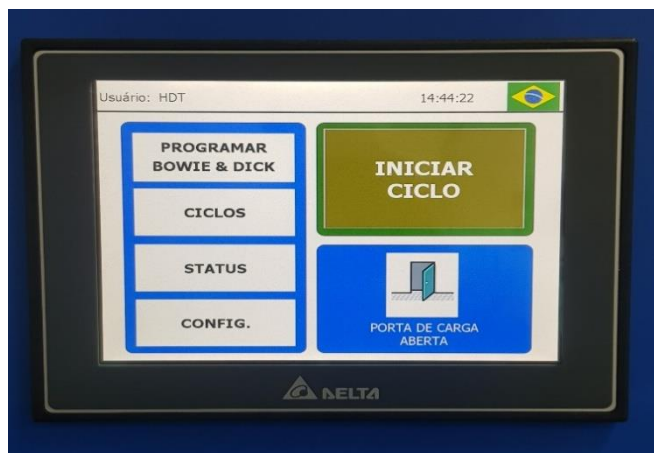 Usuário: HDT
14:44:22
PROGRAMAR
BOWIE & DICK
CICLOS
STATUS
CONFIG.
INICIAR
CICLO
PORTA DE CARGA
ABERTA
DELTA